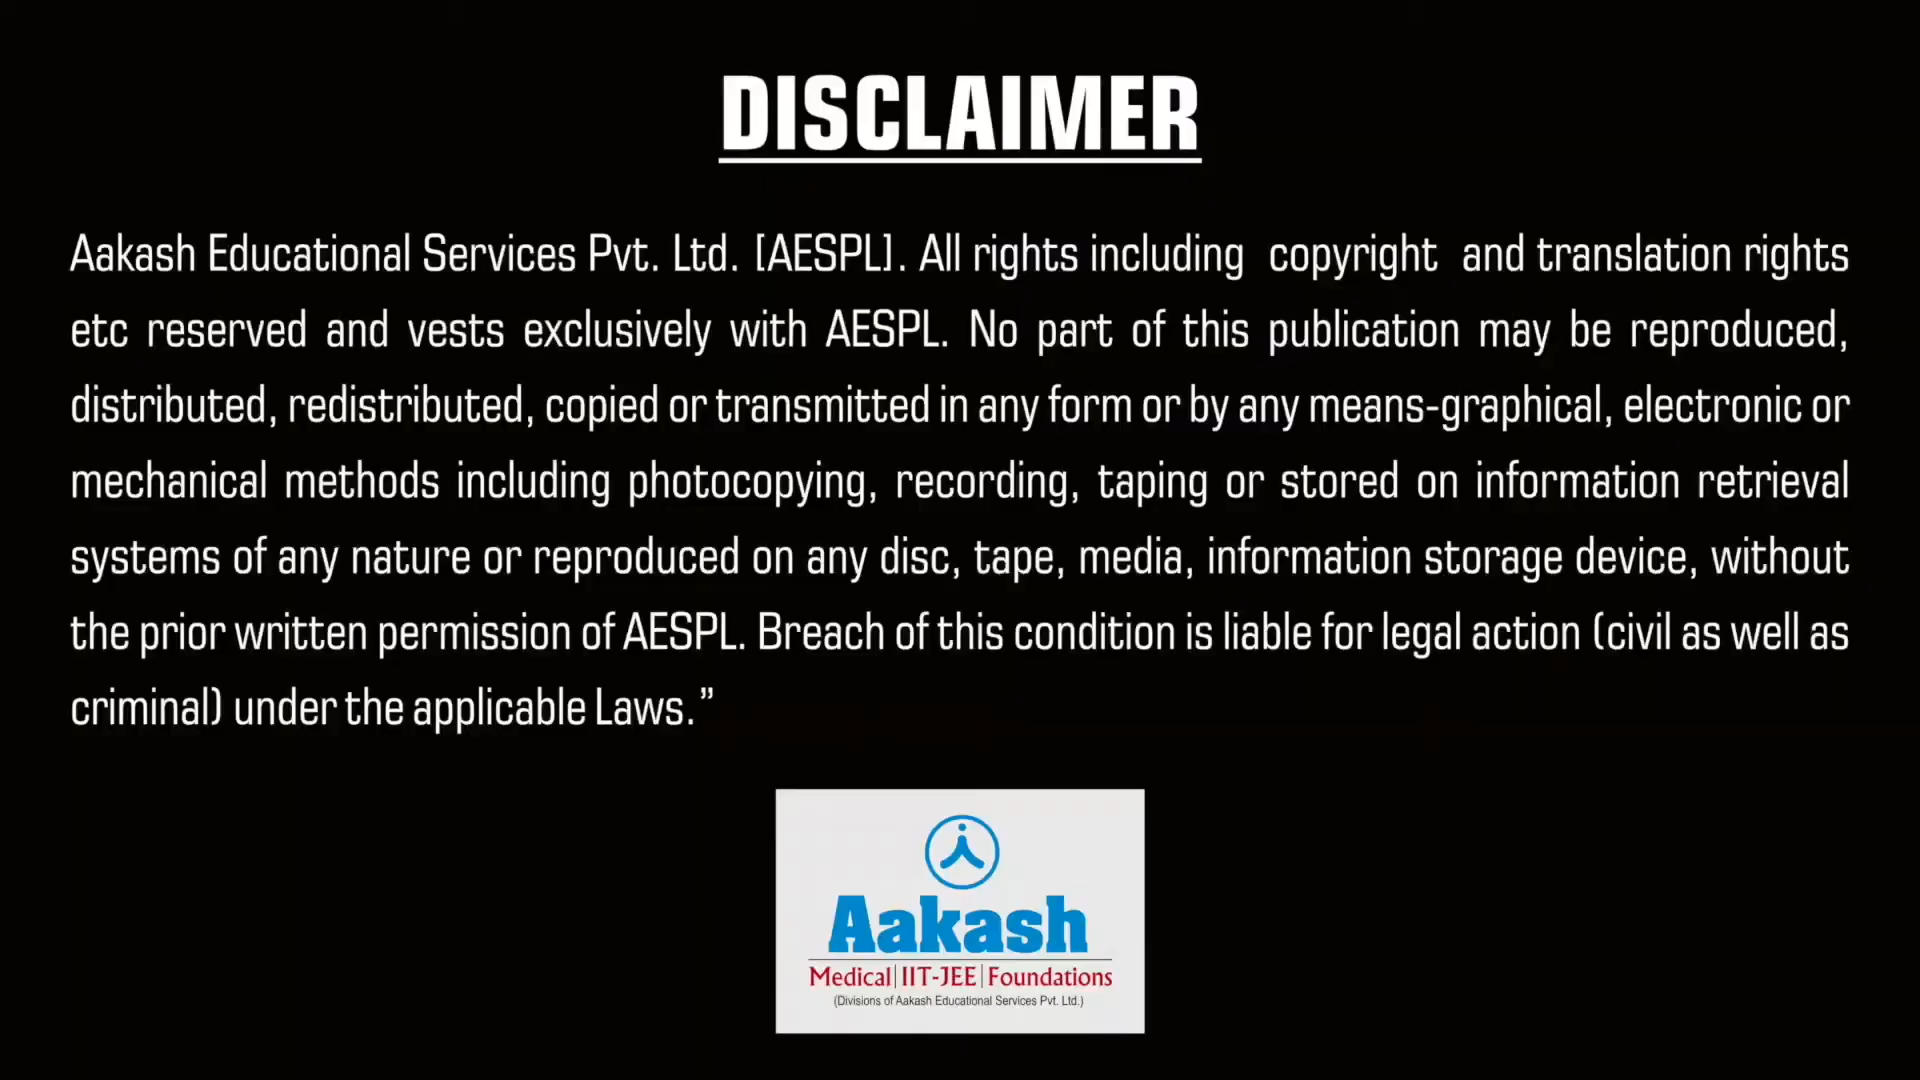 DISCLAIMER
Aakash Educational Services Pvt. Ltd. [AESPL]. All rights including copyright and translation rights
etc reserved and vests exclusively with AESPL. No part of this publication may be reproduced,
distributed, redistributed, copied or transmitted in any form or by any means-graphical, electronic or
mechanical methods including photocopying, recording, taping or stored on information retrieval
systems of any nature or reproduced on any disc, tape, media, information storage device, without
the prior written permission of AESPL. Breach of this condition is liable for legal action (civil as well as
criminal) under the applicable Laws.”
Aakash
Medical|IIT-JEE|Foundations
(Divisions of Aakash Educational Services Pvt. Ltd.)